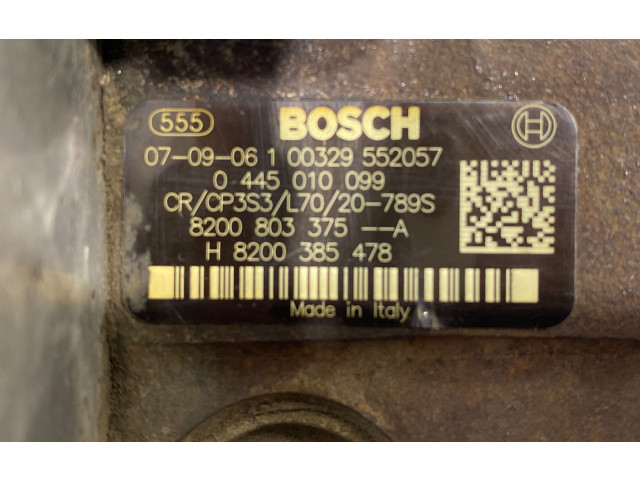 555 BOSCH
07-09-06 1 00329 552057
0 445 010 099
CR/CP3S3/L70/20-789S
8200 803 375 --A
H 8200 385 478
Made in Italy